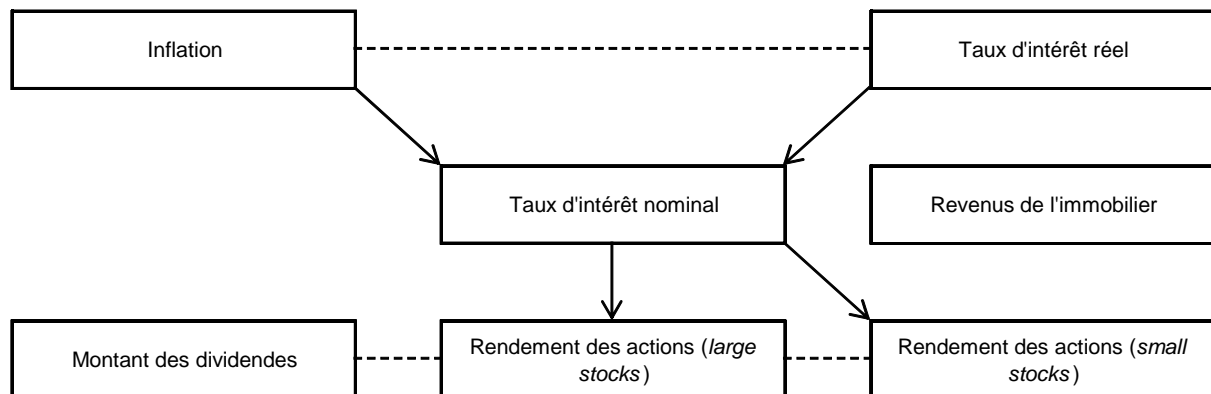 Inflation
Taux d'intérêt réel
Taux d'intérêt nominal
Revenus de l'immobilier
Montant des dividendes
Rendement des actions (large
stocks)
Rendement des actions (small
stocks)